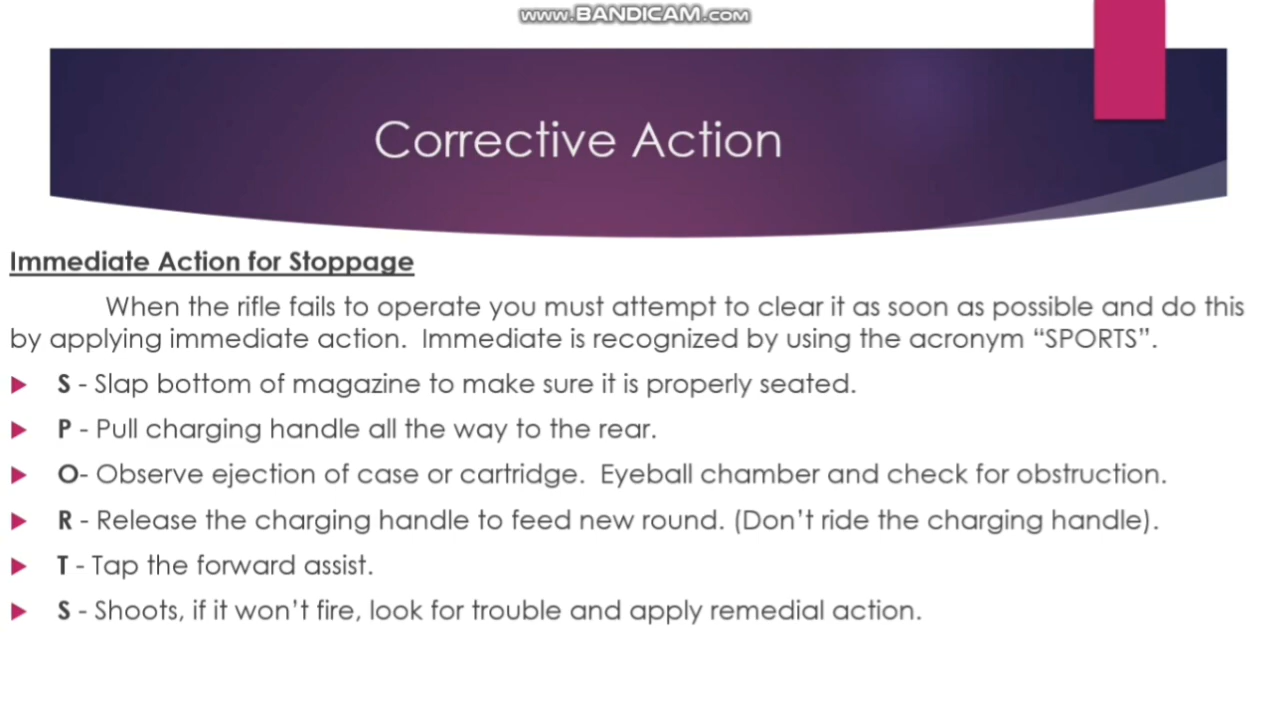 www.BANDICAM.com
Corrective Action
Immediate Action for Stoppage
When the rifle fails to operate you must attempt to clear it as soon as possible and do this
by applying immediate action.  Immediate is recognized by using the acronym “SPORTS”.
S - Slap bottom of magazine to make sure it is properly seated.
P - Pull charging handle all the way to the rear.
O- Observe ejection of case or cartridge.  Eyeball chamber and check for obstruction.
R - Release the charging handle to feed new round. (Don’t ride the charging handle).
T - Tap the forward assist.
S - Shoots, if it won’t fire, look for trouble and apply remedial action.